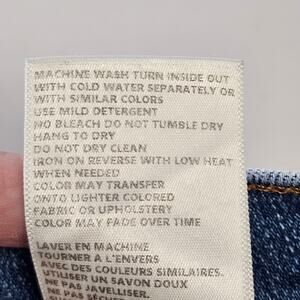 MACHINE WASH TURN INSIDE OUT
WITH COLD WATER SEPARATELY OR
WITH SIMILAR COLORS
USE MILD DETERGENT
NO BLEACH DO NOT TUMBLE DRY
HANG TO DRY
DO NOT DRY CLEAN
IRON ON REVERSE WITH LOW HEAT
WHEN NEEDED
COLOR MAY TRANSFER
ONTO LIGHTER COLORED
FABRIC OR UPHOLSTERY
COLOR MAY FADE OVER TIME
LAVER EN MACHINE
TOURNER A L'ENVERS
AVEC DES COULEURS SIMILAIRES.
UTILISER UN SAVON DOUX
NE PAS JAVELLISER.
NE PAS